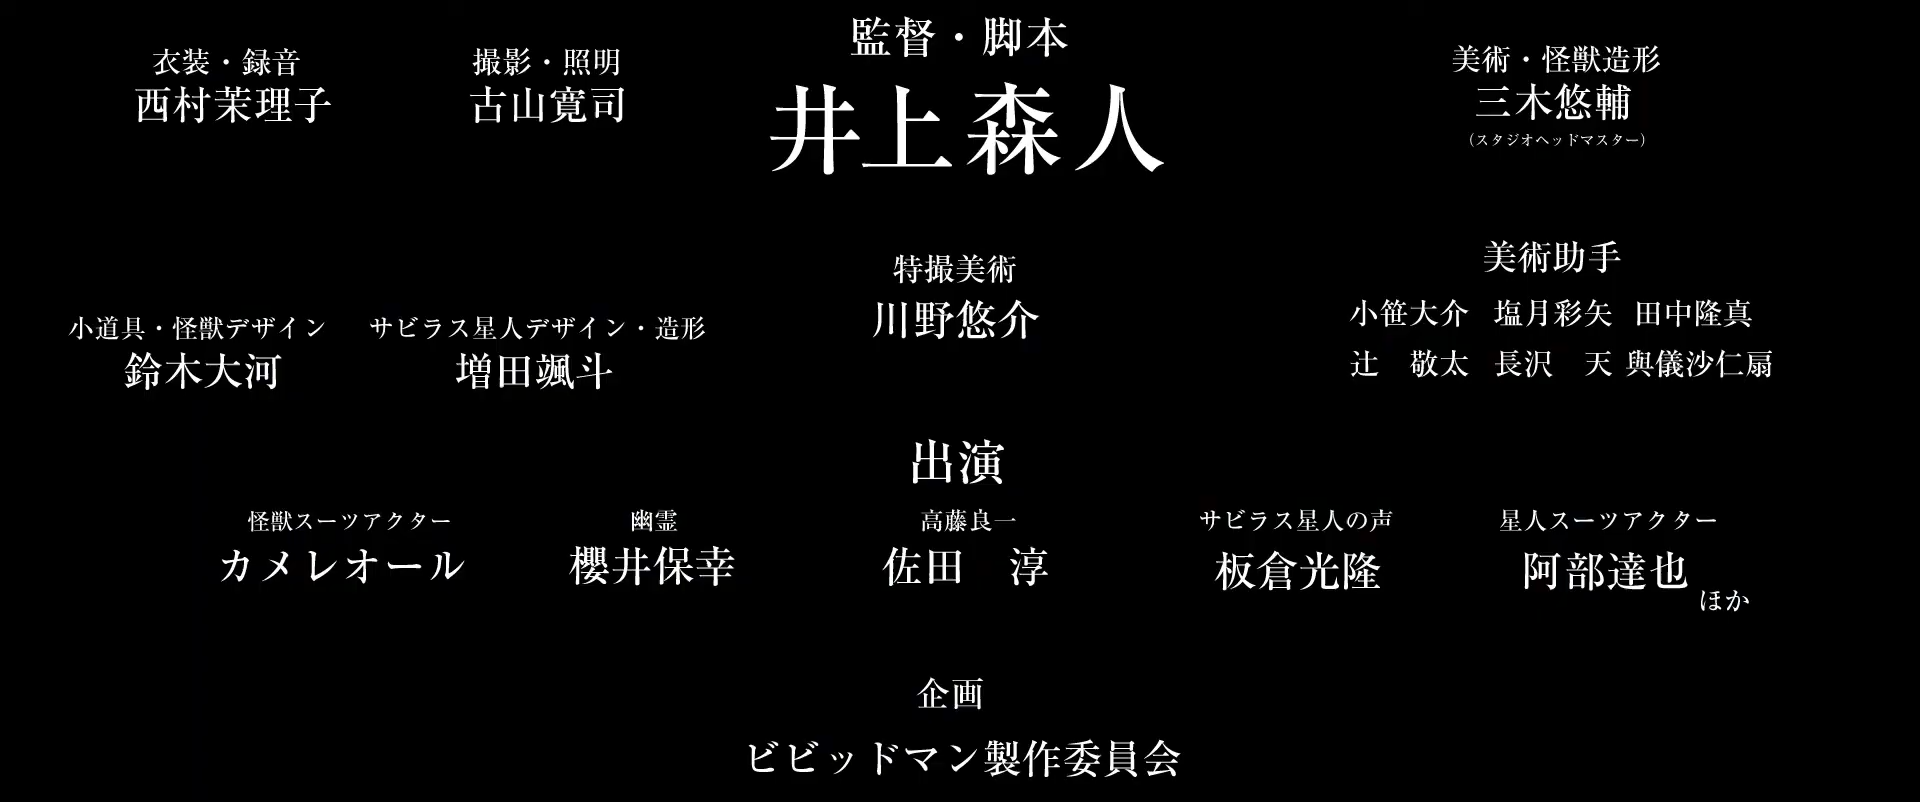 監督・脚本
井上森人
衣装・録音
西村茉理子
撮影・照明
古山寛司
美術・怪獣造形
三木悠輔
（スタジオヘッドマスター）
小道具・怪獣デザイン
鈴木大河
サビラス星人デザイン・造形
増田颯斗
特撮美術
川野悠介
美術助手
小笹大介　塩月彩矢　田中隆真
辻　敬太　長沢　天　與儀沙仁扇
出演
怪獣スーツアクター
カメレオール
幽霊
櫻井保幸
高藤良一
佐田　淳
サビラス星人の声
板倉光隆
星人スーツアクター
阿部達也
ほか
企画
ビビッドマン製作委員会